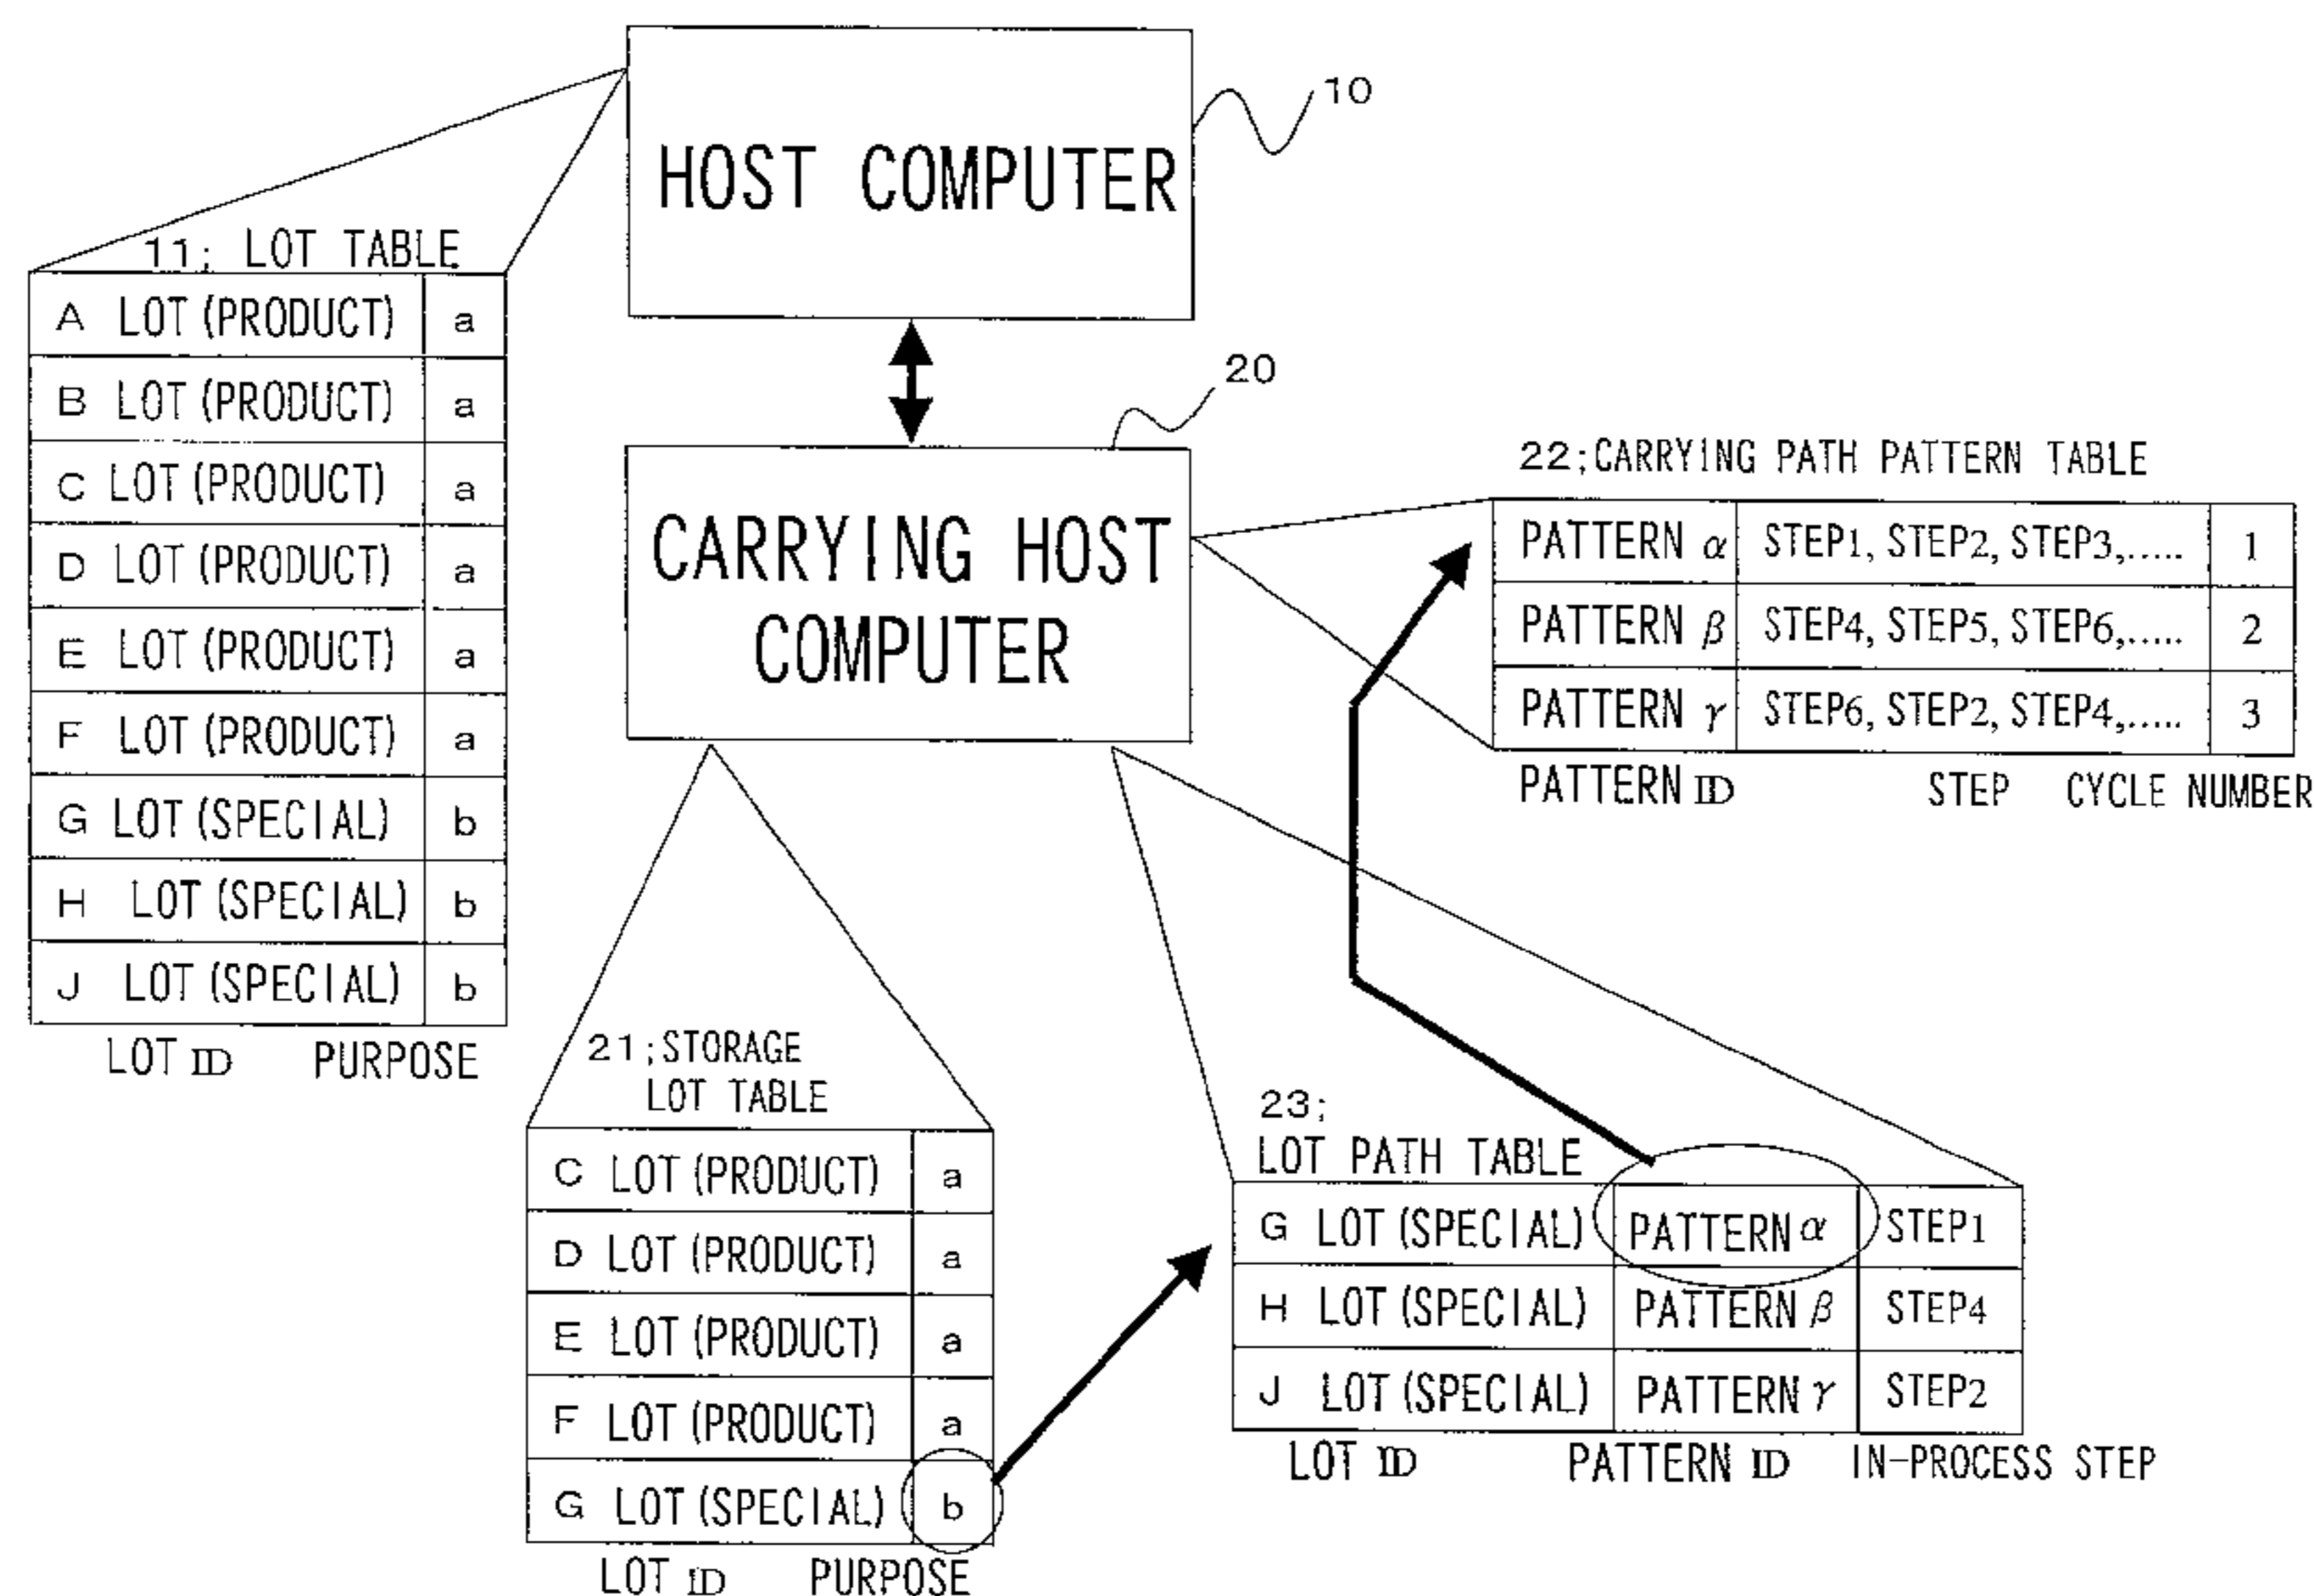 HOST COMPUTER
10
11; LOT TABLE
A LOT (PRODUCT) a
B LOT (PRODUCT) a
C LOT (PRODUCT) a
D LOT (PRODUCT) a
E LOT (PRODUCT) a
F LOT (PRODUCT) a
G LOT (SPECIAL) b
H LOT (SPECIAL) b
J LOT (SPECIAL) b
LOT ID PURPOSE
20
CARRYING HOST
COMPUTER
22;CARRYING PATH PATTERN TABLE
PATTERN α STEP1, STEP2, STEP3,..... 1
PATTERN β STEP4, STEP5, STEP6,..... 2
PATTERN γ STEP6, STEP2, STEP4,..... 3
PATTERN ID STEP CYCLE NUMBER
21;STORAGE
LOT TABLE
C LOT (PRODUCT) a
D LOT (PRODUCT) a
E LOT (PRODUCT) a
F LOT (PRODUCT) a
G LOT (SPECIAL) b
LOT ID PURPOSE
23;
LOT PATH TABLE
G LOT (SPECIAL) PATTERN α STEP1
H LOT (SPECIAL) PATTERN β STEP4
J LOT (SPECIAL) PATTERN γ STEP2
LOT ID PATTERN ID IN-PROCESS STEP